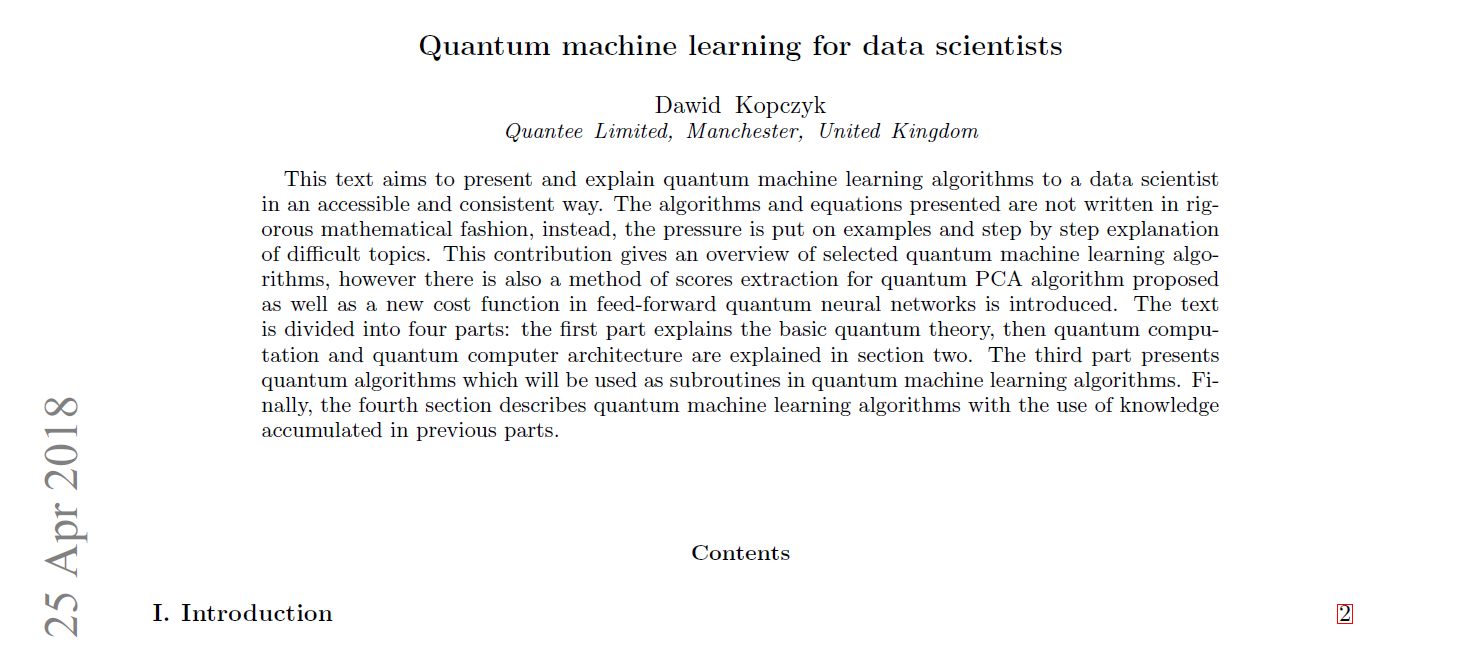 Quantum machine learning for data scientists
Dawid Kopczyk
Quantee Limited, Manchester, United Kingdom
This text aims to present and explain quantum machine learning algorithms to a data scientist
in an accessible and consistent way. The algorithms and equations presented are not written in rig-
orous mathematical fashion, instead, the pressure is put on examples and step by step explanation
of difficult topics. This contribution gives an overview of selected quantum machine learning algo-
rithms, however there is also a method of scores extraction for quantum PCA algorithm proposed
as well as a new cost function in feed-forward quantum neural networks is introduced. The text
is divided into four parts: the first part explains the basic quantum theory, then quantum compu-
tation and quantum computer architecture are explained in section two. The third part presents
quantum algorithms which will be used as subroutines in quantum machine learning algorithms. Fi-
nally, the fourth section describes quantum machine learning algorithms with the use of knowledge
accumulated in previous parts.
25 Apr 2018
Contents
I. Introduction 2